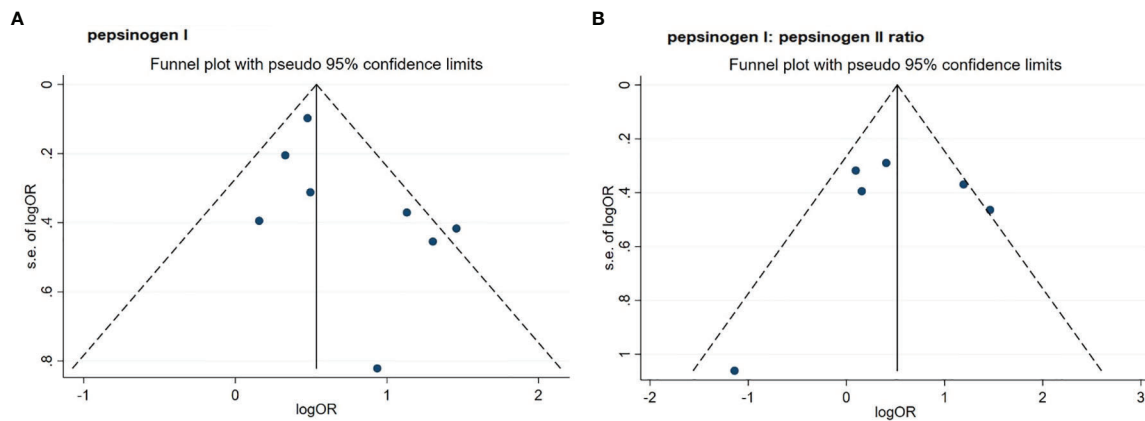 A
pepsinogen I
Funnel plot with pseudo 95% confidence limits
s.e. of logOR
0
.2
.4
.6
.8
-1
0
1
2
logOR
B
pepsinogen I: pepsinogen II ratio
Funnel plot with pseudo 95% confidence limits
s.e. of logOR
0
.2
.4
.6
.8
1
-2
-1
0
1
2
3
logOR